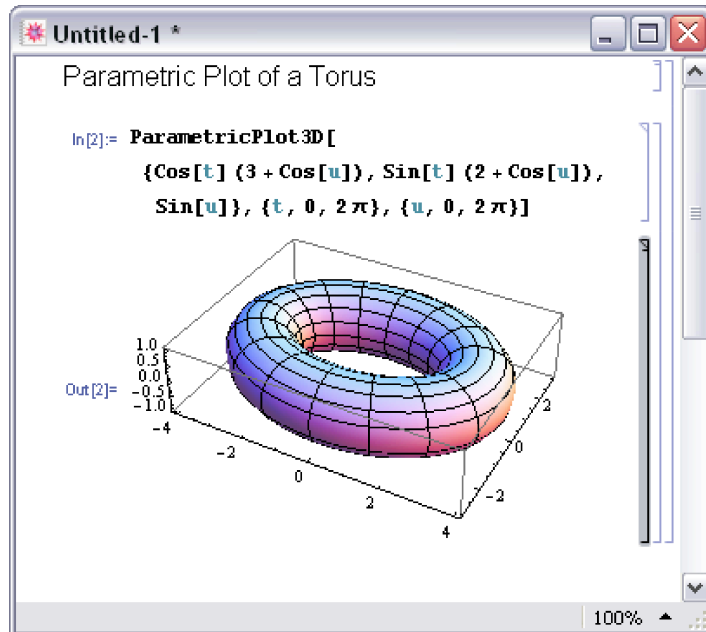 Untitled-1 *
Parametric Plot of a Torus
In[2]:= ParametricPlot3D[
{Cos[t] (3 + Cos[u]), Sin[t] (2 + Cos[u]),
Sin[u]}, {t, 0, 2 π}, {u, 0, 2 π}]
Out[2]=
1.0
0.5
0.0
-0.5
-1.0
-4
-2
0
2
4
-2
0
2
100%